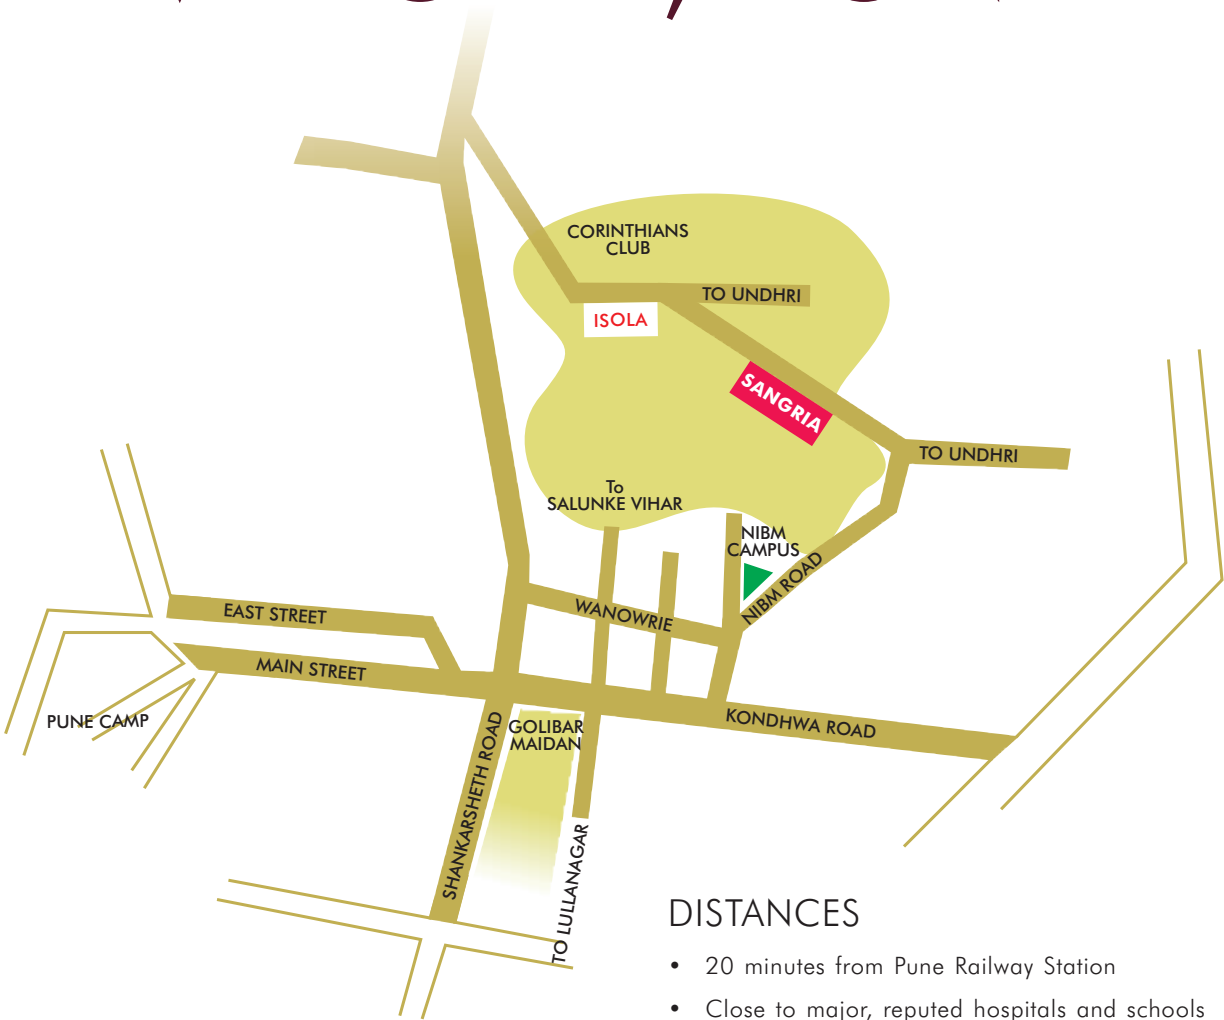 CORINTHIANS
CLUB
TO UNDHRI
ISOLA
SANGRIA
TO UNDHRI
To
SALUNKE VIHAR
NIBM
CAMPUS
NIBM ROAD
WANOWRIE
EAST STREET
MAIN STREET
PUNE CAMP
GOLIBAR
MAIDAN
KONDHWA ROAD
SHANKARSHETH ROAD
TO LULLANAGAR
DISTANCES
• 20 minutes from Pune Railway Station
• Close to major, reputed hospitals and schools